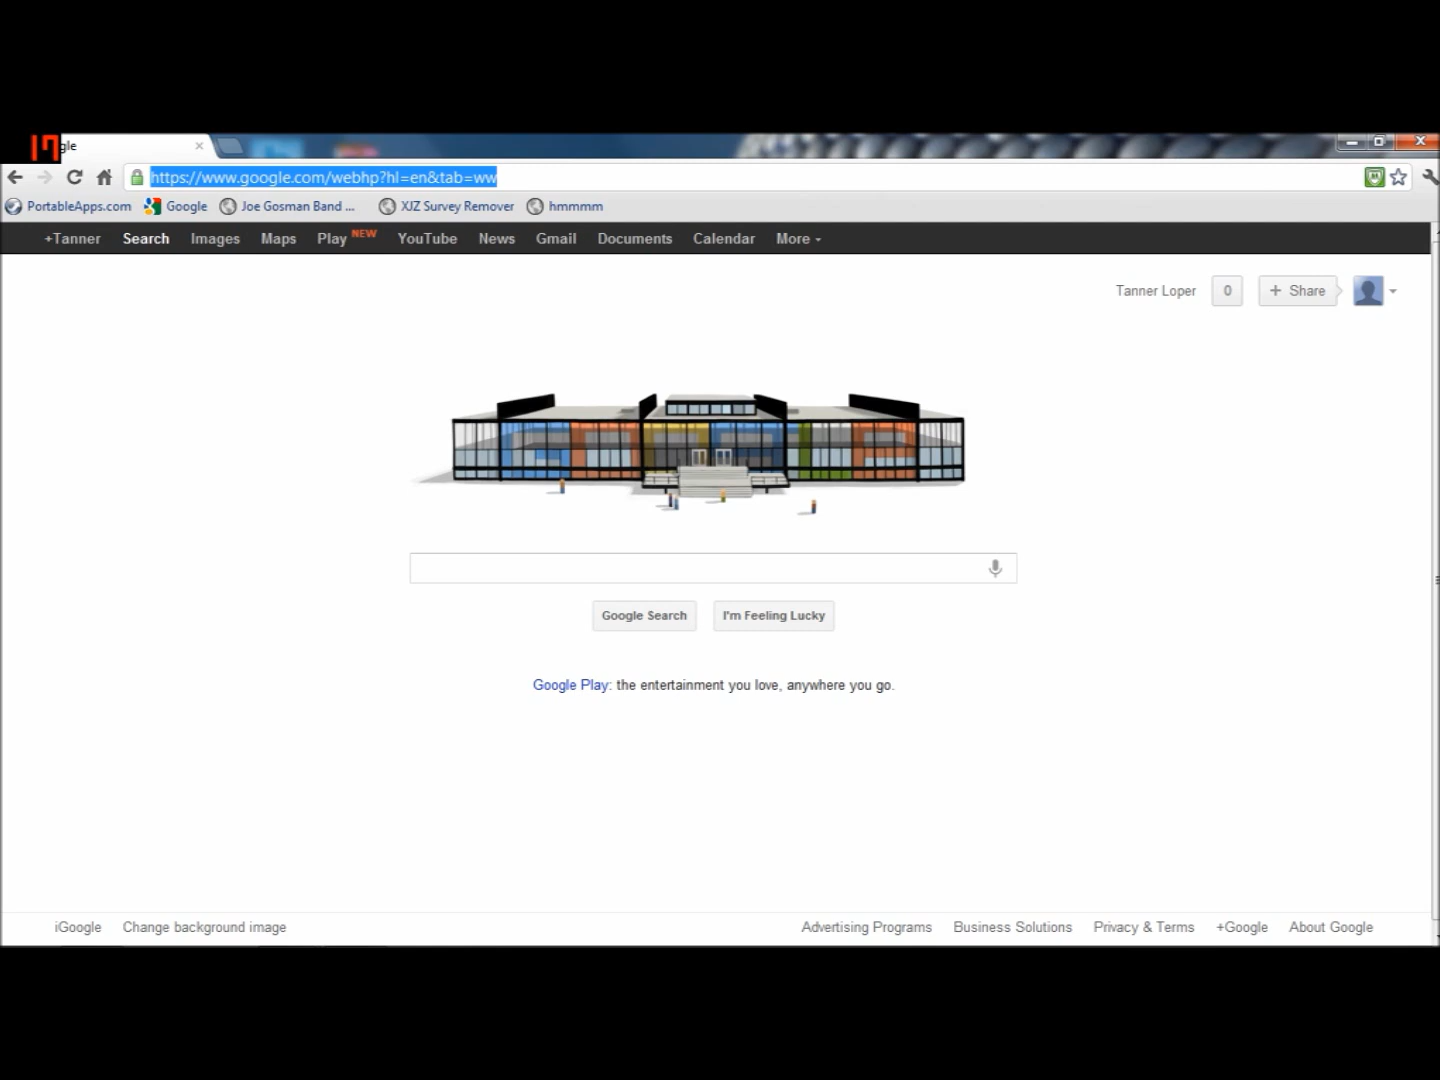 gle
https://www.google.com/webhp?hl=en&tab=ww
PortableApps.com Google Joe Gosman Band ... XJZ Survey Remover hmmmm
+Tanner Search Images Maps Play NEW YouTube News Gmail Documents Calendar More
Tanner Loper 0 + Share
Google Search I'm Feeling Lucky
Google Play: the entertainment you love, anywhere you go.
iGoogle Change background image Advertising Programs Business Solutions Privacy & Terms +Google About Google